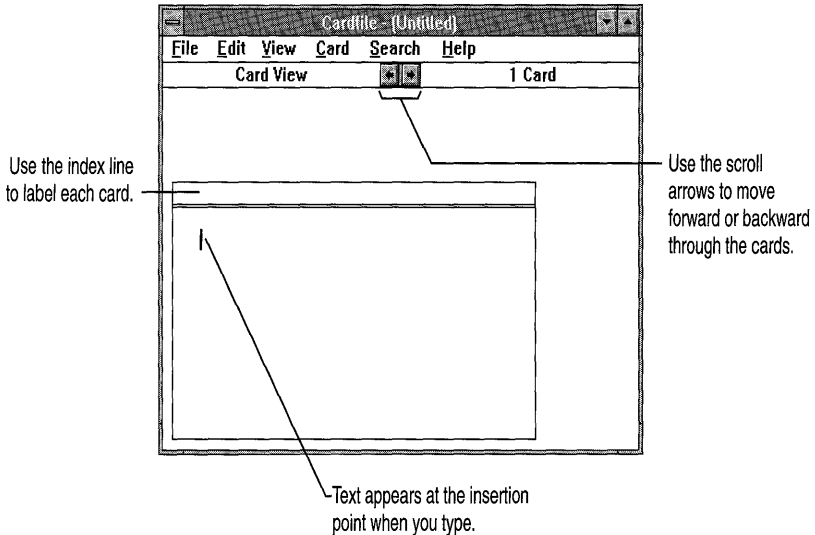 Cardfile - (Untitled)
File Edit View Card Search Help
Card View 1 Card
Use the index line
to label each card.
Use the scroll
arrows to move
forward or backward
through the cards.
Text appears at the insertion
point when you type.